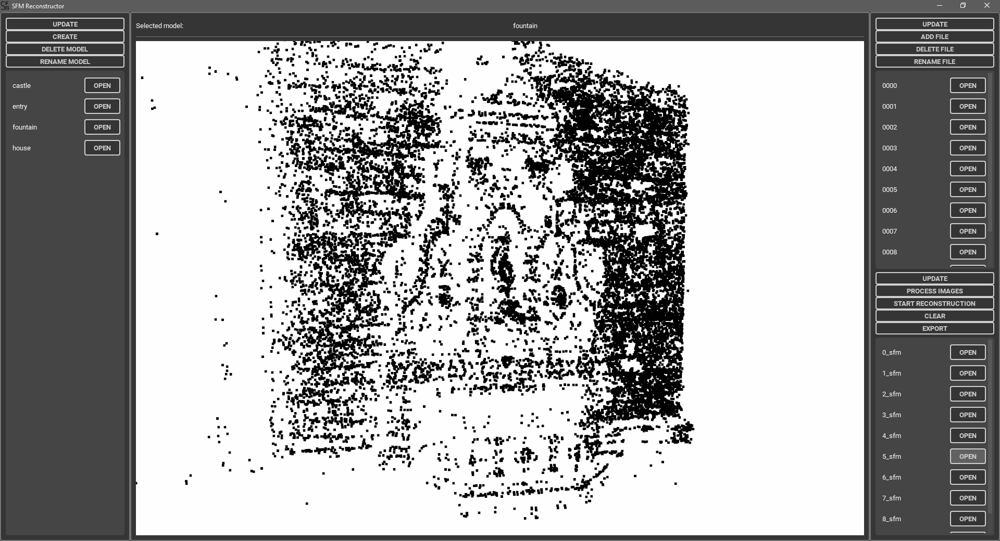 SFm SFM Reconstructor
UPDATE
CREATE
DELETE MODEL
RENAME MODEL
castle OPEN
entry OPEN
fountain OPEN
house OPEN
Selected model: fountain
UPDATE
ADD FILE
DELETE FILE
RENAME FILE
0000 OPEN
0001 OPEN
0002 OPEN
0003 OPEN
0004 OPEN
0005 OPEN
0006 OPEN
0007 OPEN
0008 OPEN
UPDATE
PROCESS IMAGES
START RECONSTRUCTION
CLEAR
EXPORT
0_sfm OPEN
1_sfm OPEN
2_sfm OPEN
3_sfm OPEN
4_sfm OPEN
5_sfm OPEN
6_sfm OPEN
7_sfm OPEN
8_sfm OPEN